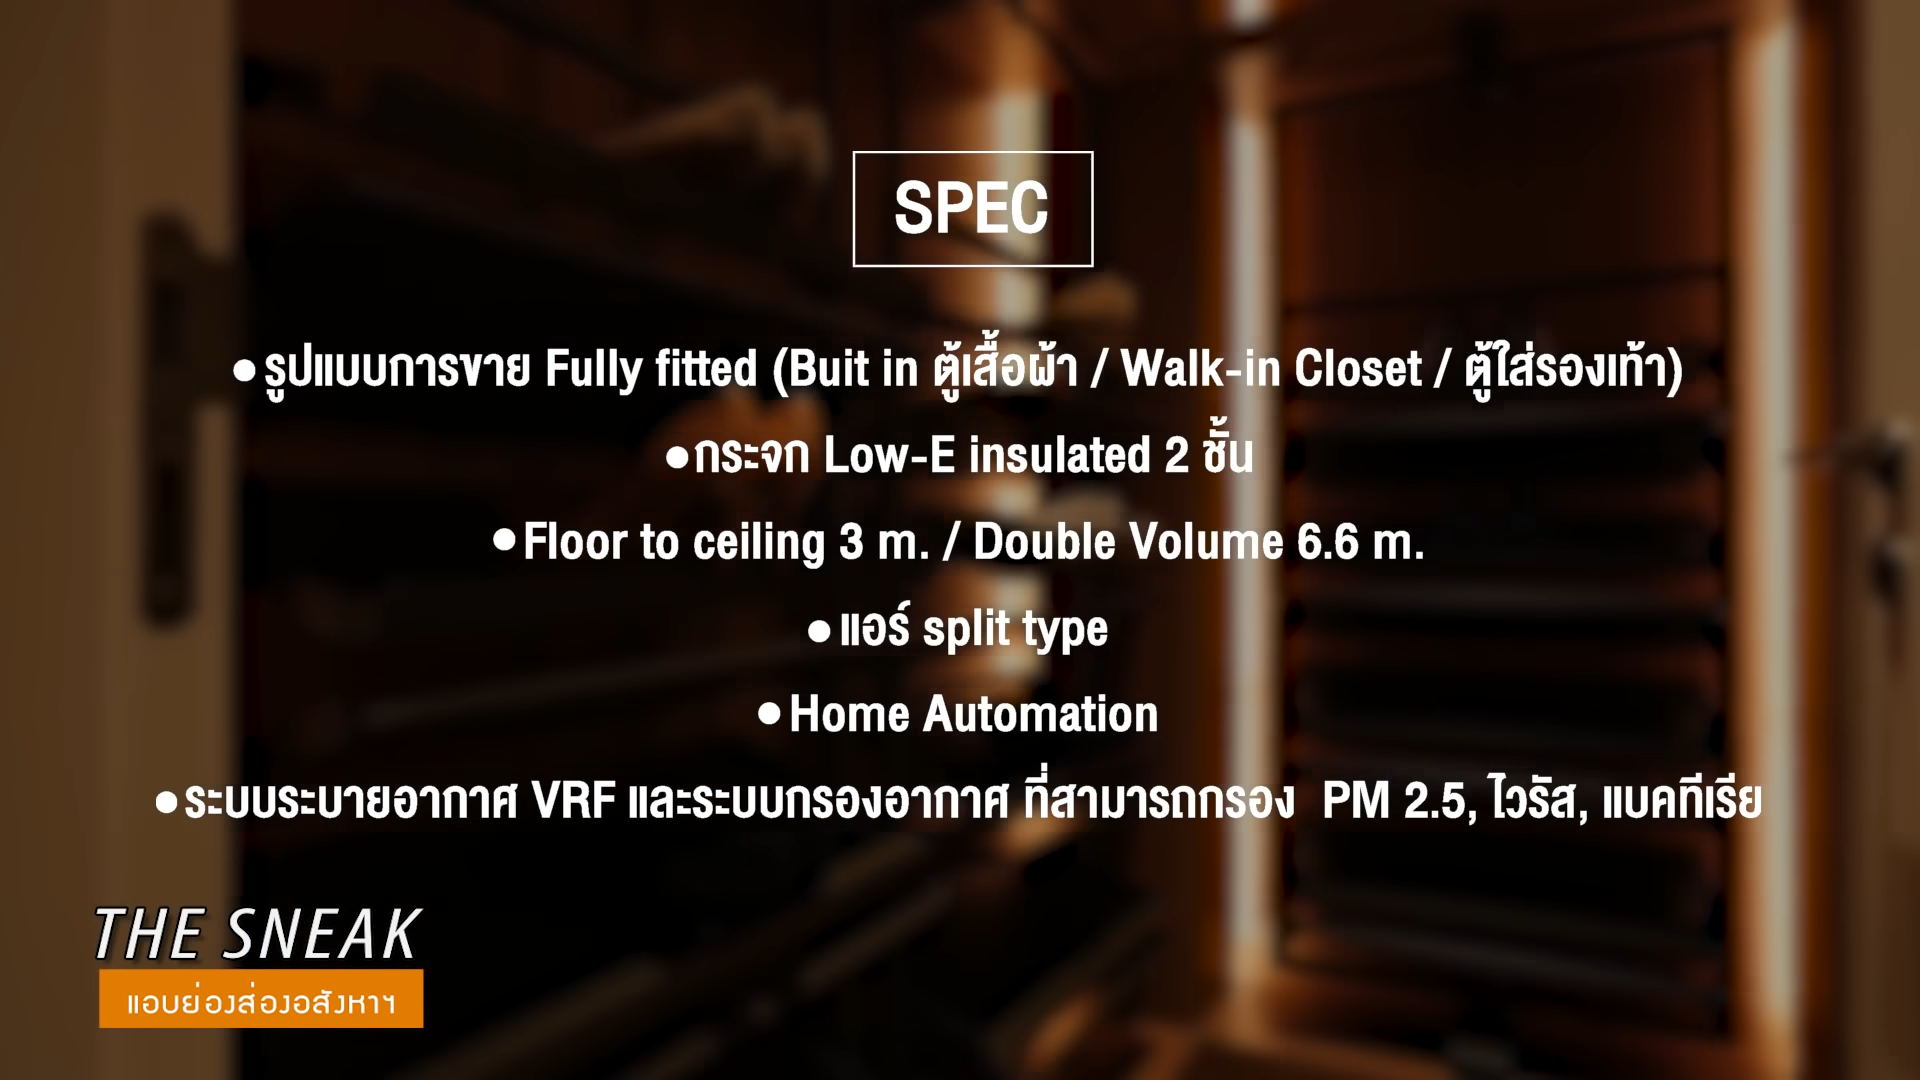 SPEC
●รูปแบบการขาย Fully fitted (Buit in ตู้เสื้อผ้า / Walk-in Closet / ตู้ใส่รองเท้า)
●กระจก Low-E insulated 2 ชั้น
●Floor to ceiling 3 m. / Double Volume 6.6 m.
●แอร์ split type
●Home Automation
●ระบบระบายอากาศ VRF และระบบกรองอากาศ ที่สามารถกรอง PM 2.5, ไวรัส, แบคทีเรีย
THE SNEAK
แอบย่องส่องอสังหาฯ